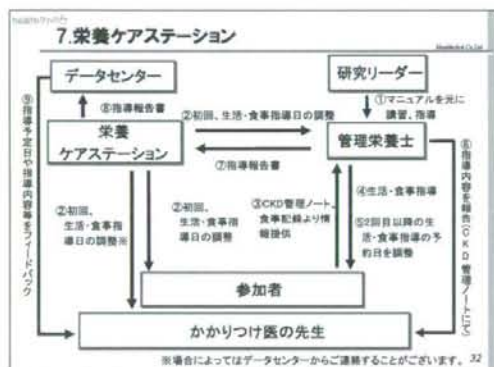 7.栄養ケアステーション
データセンター
研究リーダー
⑧指導報告書
①マニュアルを元に
講習、指導
栄養
ケアステーション
②初回、生活・食事指導日の調整
管理栄養士
⑦指導報告書
⑨指導予定日や指導内容等をフィードバック
②初回、
生活・食事指
導日の調整※
②初回、
生活・食事指
導日の調整
③CKD管理ノート、
食事記録より情
報提供
④生活・食事指導
⑤2回目以降の生
活・食事指導の予
約日を調整
⑥指導内容を報告(CKD管理ノートにて)
参加者
かかりつけ医の先生
※場合によってはデータセンターからご連絡することがございます。
32